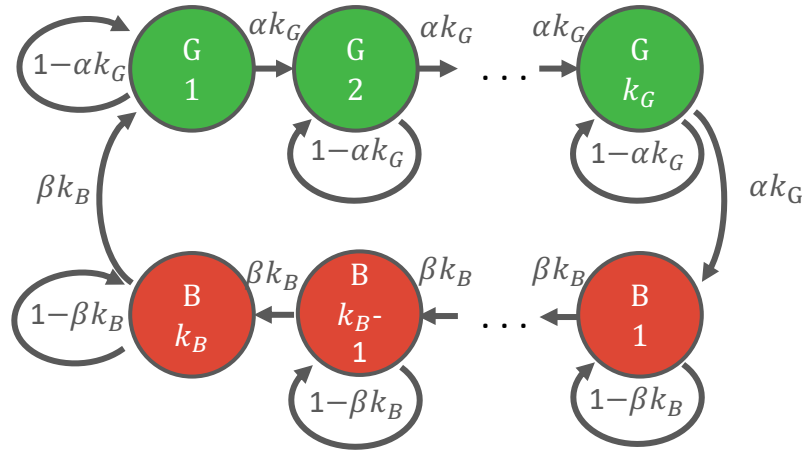 αk_G αk_G αk_G
G 1
G 2
. . .
G k_G
1−αk_G
1−αk_G
1−αk_G
βk_B
αk_G
βk_B βk_B βk_B
B k_B
B k_B- 1
. . .
B 1
1−βk_B
1−βk_B
1−βk_B